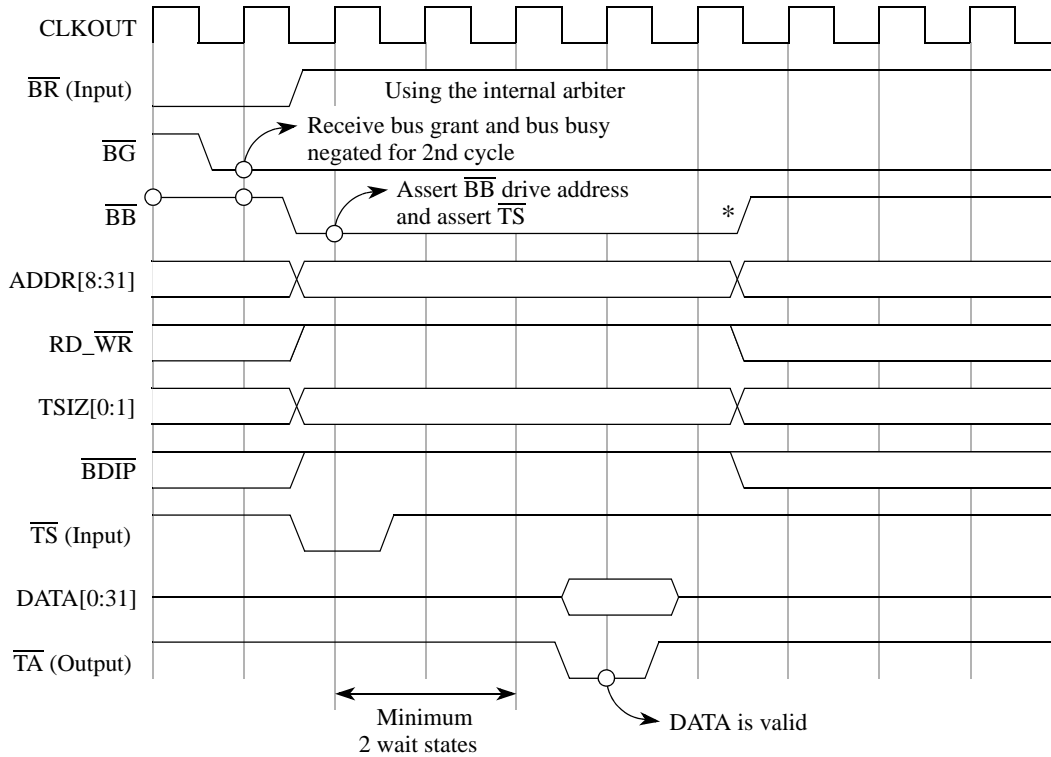 CLKOUT
BR (Input)
Using the internal arbiter
Receive bus grant and bus busy
negated for 2nd cycle
BG
Assert BB drive address
and assert TS
BB
*
ADDR[8:31]
RD_WR
TSIZ[0:1]
BDIP
TS (Input)
DATA[0:31]
TA (Output)
Minimum
2 wait states
DATA is valid